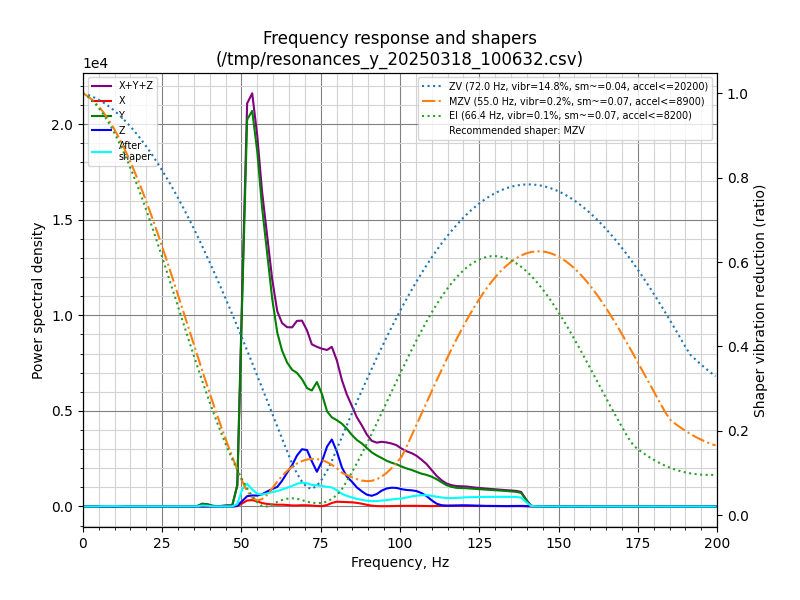 Frequency response and shapers
(/tmp/resonances_y_20250318_100632.csv)
1e4
X+Y+Z
X
Y
Z
After
shaper
ZV (72.0 Hz, vibr=14.8%, sm~=0.04, accel<=20200)
MZV (55.0 Hz, vibr=0.2%, sm~=0.07, accel<=8900)
EI (66.4 Hz, vibr=0.1%, sm~=0.07, accel<=8200)
Recommended shaper: MZV
Power spectral density
2.0
1.5
1.0
0.5
0.0
1.0
0.8
0.6
0.4
0.2
0.0
Shaper vibration reduction (ratio)
0 25 50 75 100 125 150 175 200
Frequency, Hz